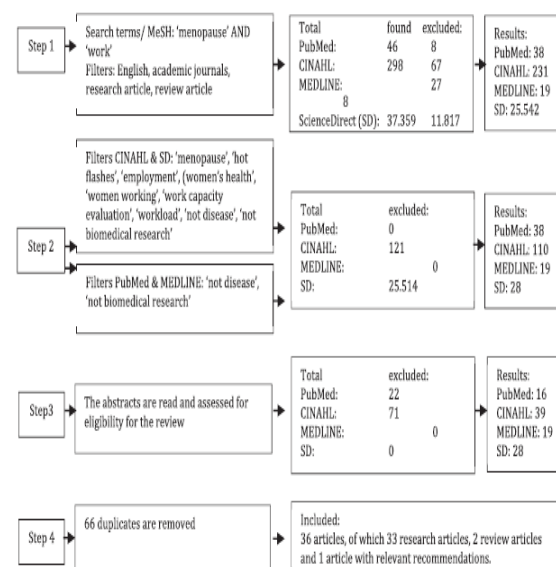 Step 1
Search terms/ MeSH: 'menopause' AND
'work'
Filters: English, academic journals,
research article, review article
Total found excluded:
PubMed: 46 8
CINAHL: 298 67
MEDLINE: 27
8
ScienceDirect (SD): 37.359 11.817
Results:
PubMed: 38
CINAHL: 231
MEDLINE: 19
SD: 25.542
Step 2
Filters CINAHL & SD: 'menopause', 'hot
flashes', 'employment', (women's health',
'women working', 'work capacity
evaluation', 'workload', 'not disease', 'not
biomedical research'
Filters PubMed & MEDLINE: 'not disease',
'not biomedical research'
Total excluded:
PubMed: 0
CINAHL: 121
MEDLINE: 0
SD: 25.514
Results:
PubMed: 38
CINAHL: 110
MEDLINE: 19
SD: 28
Step3
The abstracts are read and assessed for
eligibility for the review
Total excluded:
PubMed: 22
CINAHL: 71
MEDLINE: 0
SD: 0
Results:
PubMed: 16
CINAHL: 39
MEDLINE: 19
SD: 28
Step 4
66 duplicates are removed
Included:
36 articles, of which 33 research articles, 2 review articles
and 1 article with relevant recommendations.